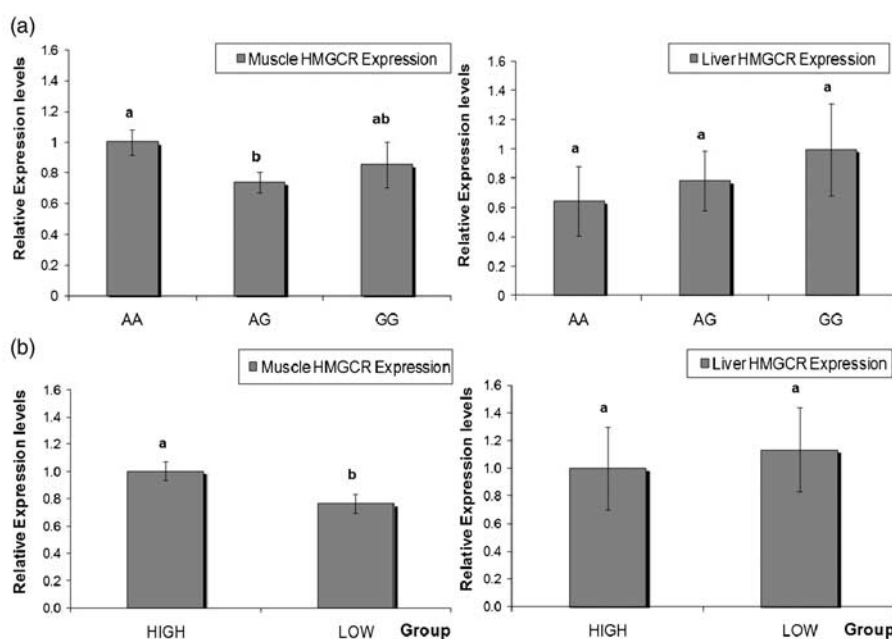 (a)
Muscle HMGCR Expression
Relative Expression levels
1.6
1.4
1.2
1
0.8
0.6
0.4
0.2
0
a
b
ab
AA AG GG
Liver HMGCR Expression
Relative Expression levels
1.6
1.4
1.2
1
0.8
0.6
0.4
0.2
0
a
a
a
AA AG GG
(b)
Muscle HMGCR Expression
Relative Expression levels
1.6
1.4
1.2
1.0
0.8
0.6
0.4
0.2
0.0
a
b
HIGH LOW Group
Liver HMGCR Expression
Relative Expression levels
1.6
1.4
1.2
1.0
0.8
0.6
0.4
0.2
0.0
a
a
HIGH LOW Group